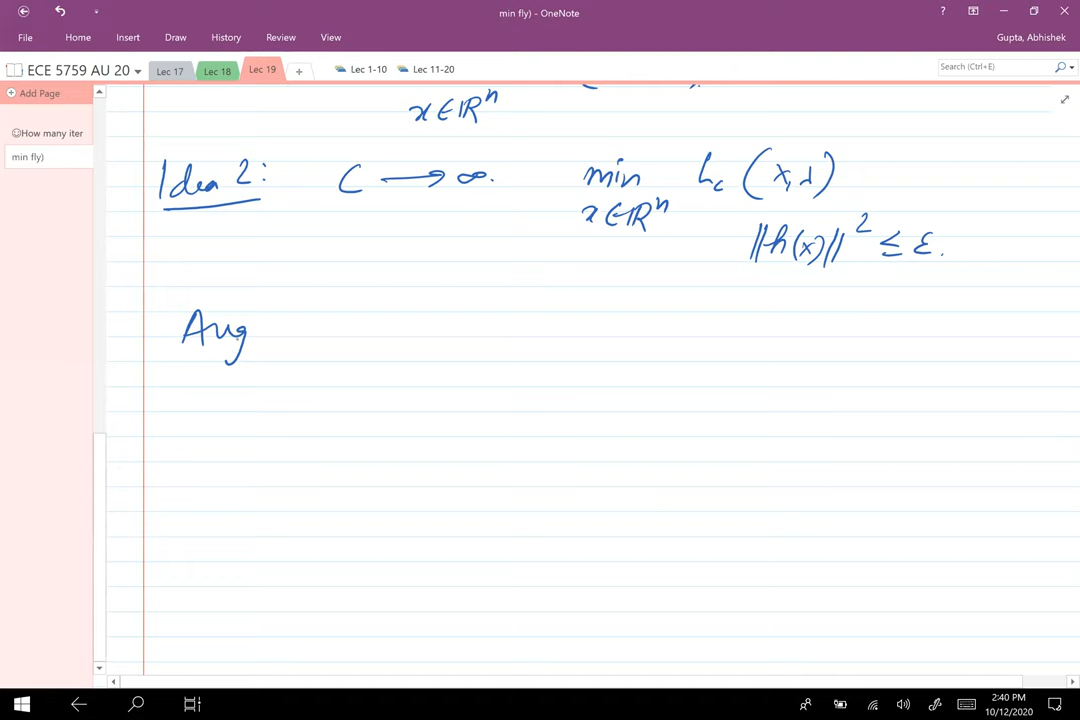 min fly) - OneNote
?
File Home Insert Draw History Review View
Gupta, Abhishek
ECE 5759 AU 20
Lec 17 Lec 18 Lec 19 + Lec 1-10 Lec 11-20
Search (Ctrl+E)
Add Page
How many iter
min fly)
x∈ℝⁿ
Idea 2: C → ∞. min L_c (x,λ)
x∈ℝⁿ
||h(x)||² ≤ ε.
Aug
2:40 PM
10/12/2020